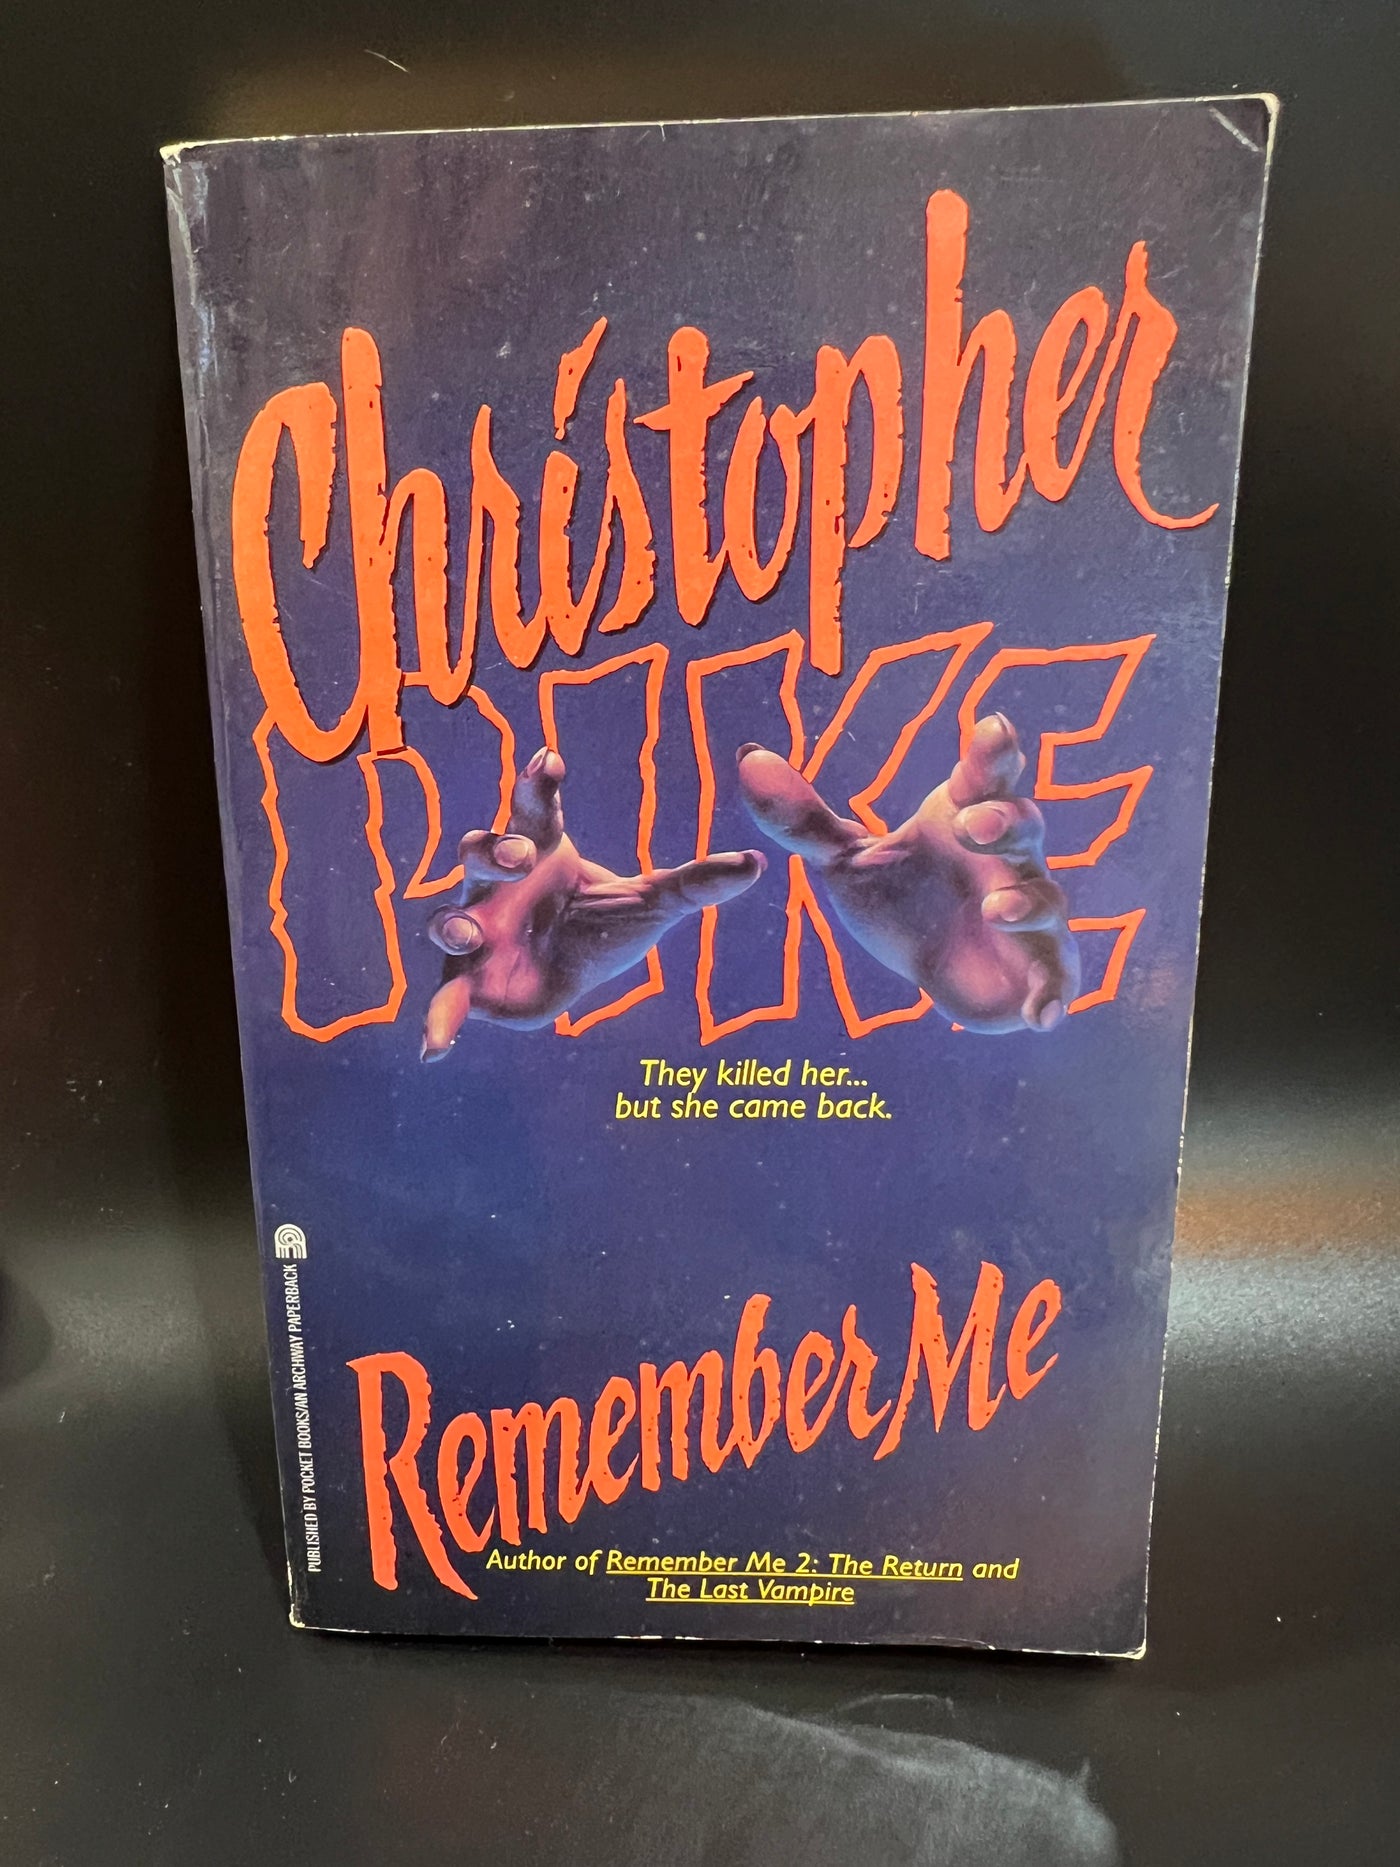 Christopher
PIKE
They killed her...
but she came back.
Remember Me
Author of Remember Me 2: The Return and
The Last Vampire
PUBLISHED BY POCKET BOOKS/AN ARCHWAY PAPERBACK